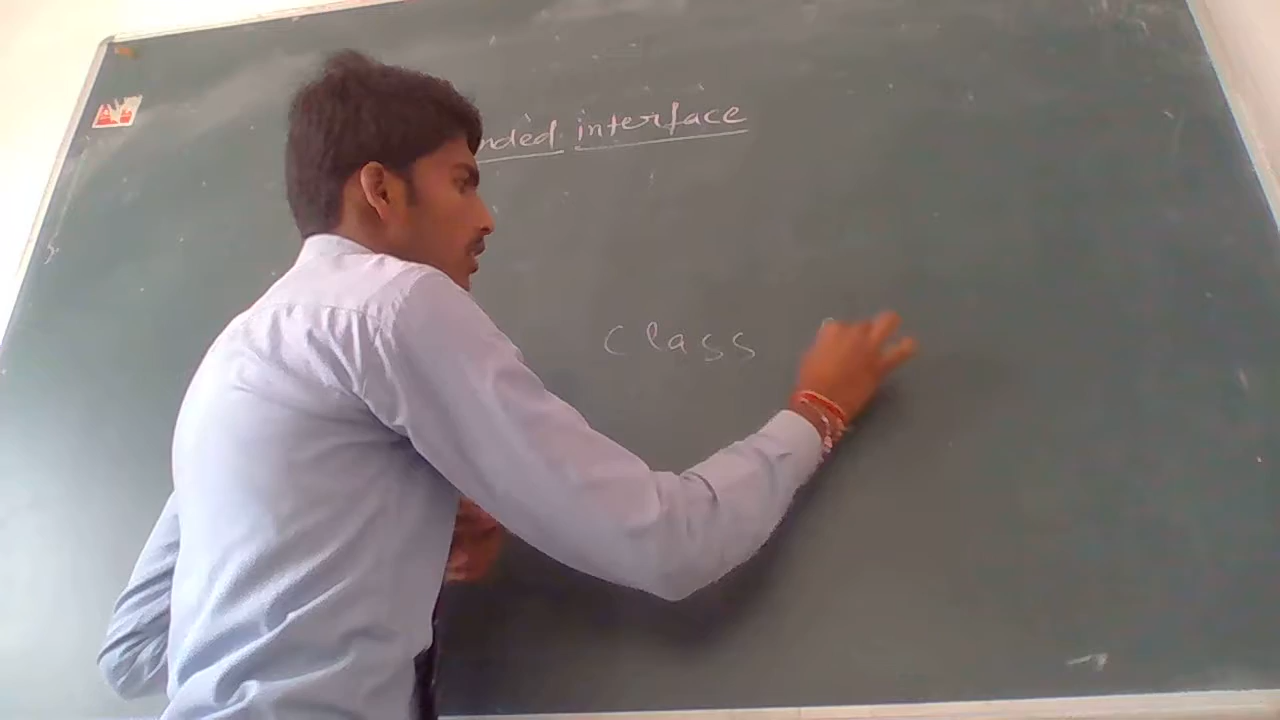 nded interface
class